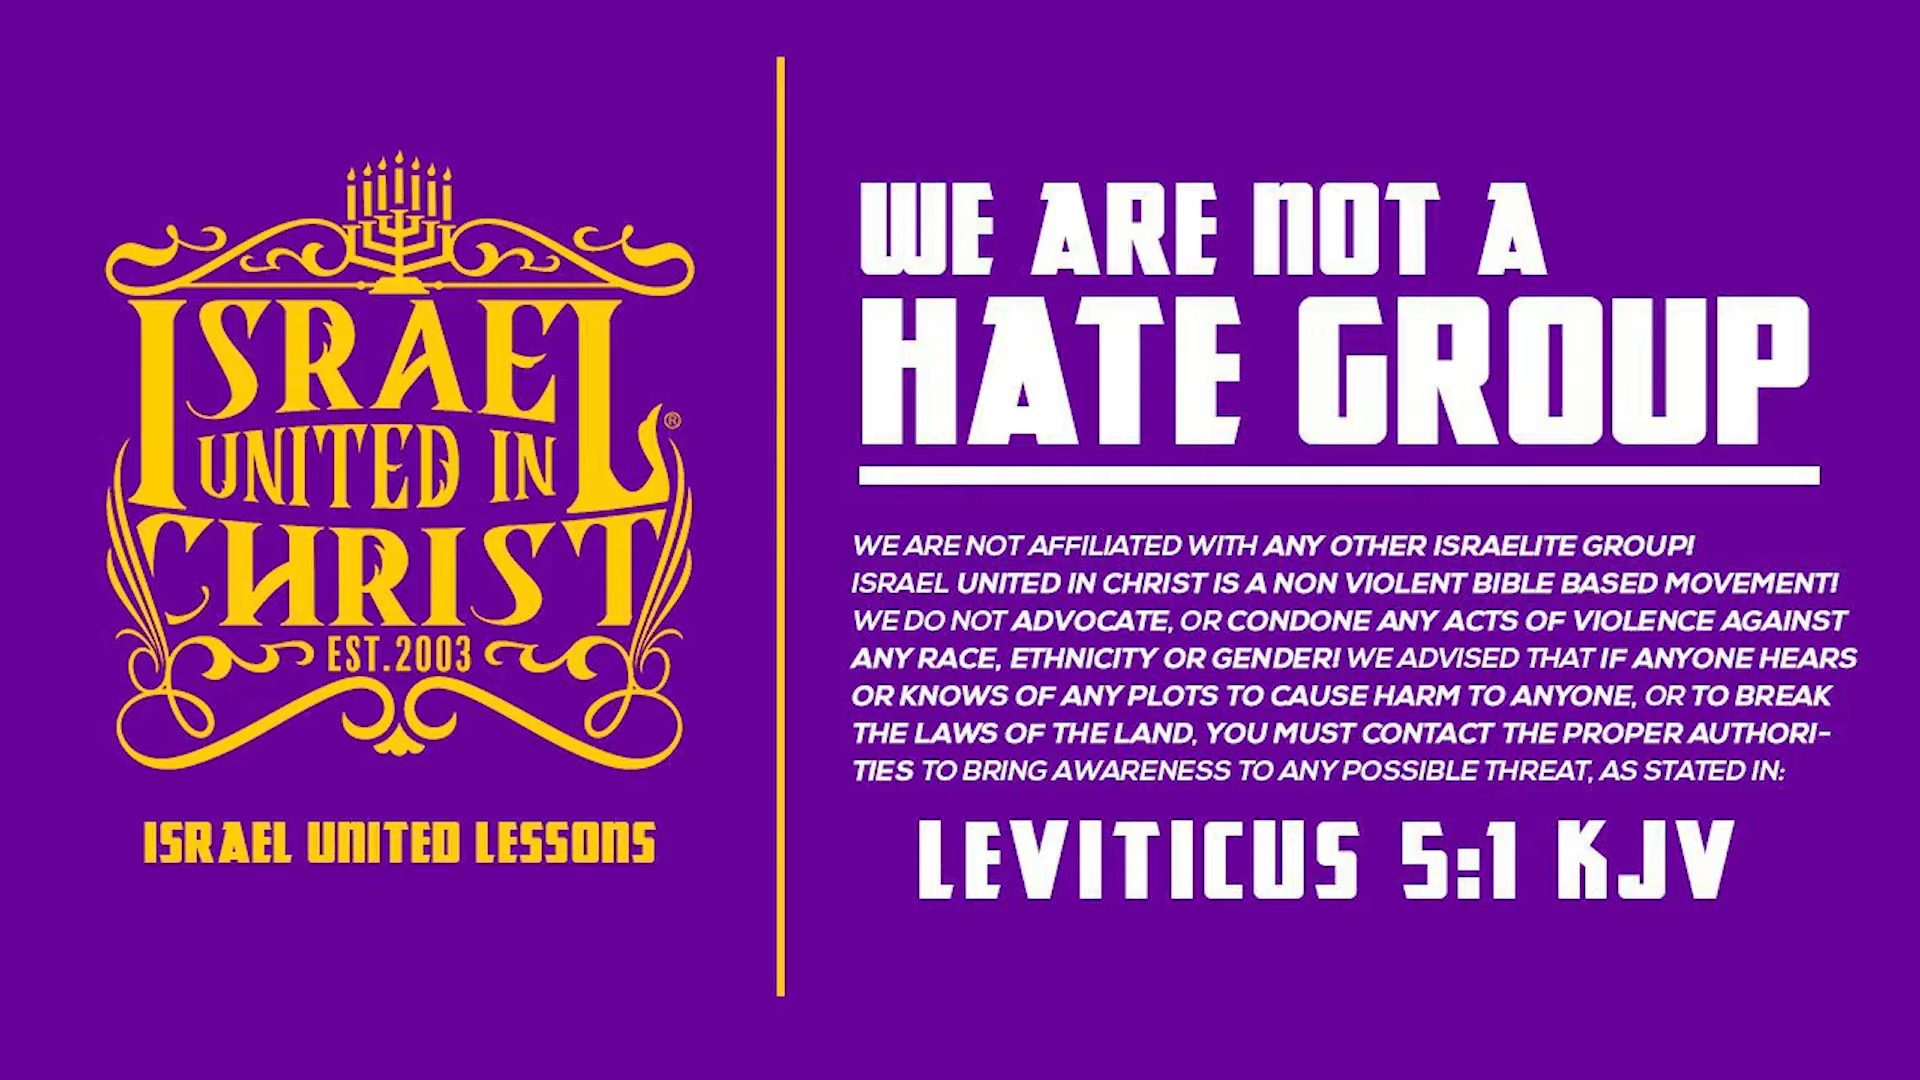 ISRAEL
UNITED IN
CHRIST
®
EST.2003
ISRAEL UNITED LESSONS
WE ARE NOT A
HATE GROUP
WE ARE NOT AFFILIATED WITH ANY OTHER ISRAELITE GROUP!
ISRAEL UNITED IN CHRIST IS A NON VIOLENT BIBLE BASED MOVEMENT!
WE DO NOT ADVOCATE, OR CONDONE ANY ACTS OF VIOLENCE AGAINST
ANY RACE, ETHNICITY OR GENDER! WE ADVISED THAT IF ANYONE HEARS
OR KNOWS OF ANY PLOTS TO CAUSE HARM TO ANYONE, OR TO BREAK
THE LAWS OF THE LAND, YOU MUST CONTACT THE PROPER AUTHORI-
TIES TO BRING AWARENESS TO ANY POSSIBLE THREAT, AS STATED IN:
LEVITICUS 5:1 KJV